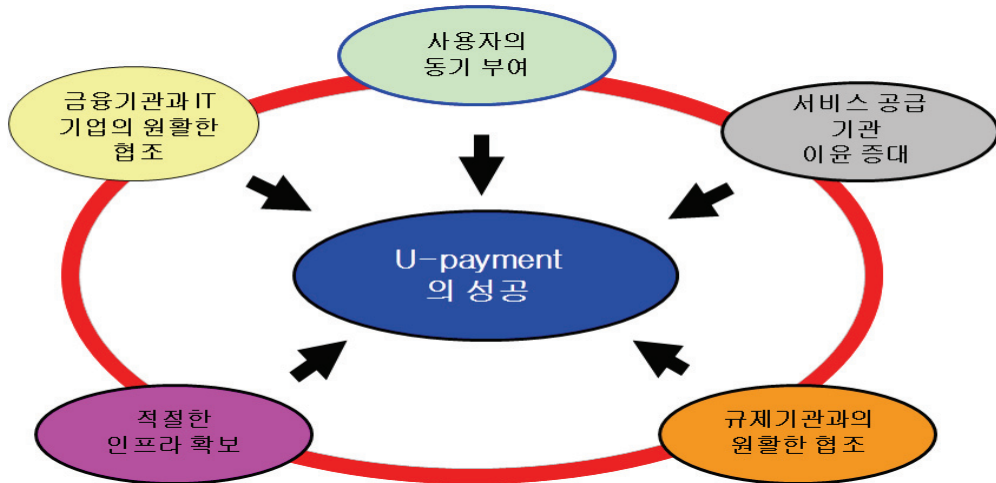 사용자의
동기 부여
금융기관과 IT
기업의 원활한
협조
서비스 공급
기관
이윤 증대
U-payment
의 성공
적절한
인프라 확보
규제기관과의
원활한 협조